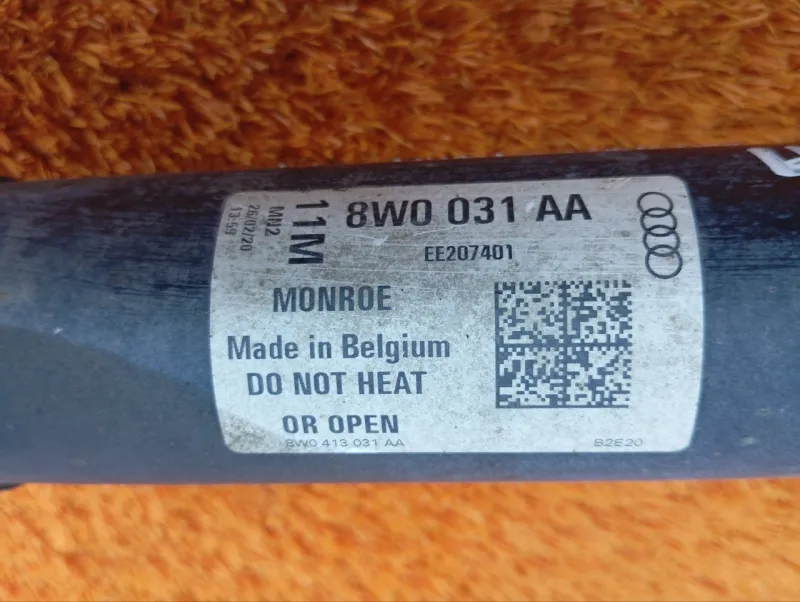 8W0 031 AA
EE207401
11M
MU2
26/02/20
13:59
MONROE
Made in Belgium
DO NOT HEAT
OR OPEN
8W0 413 031 AA
B2E20